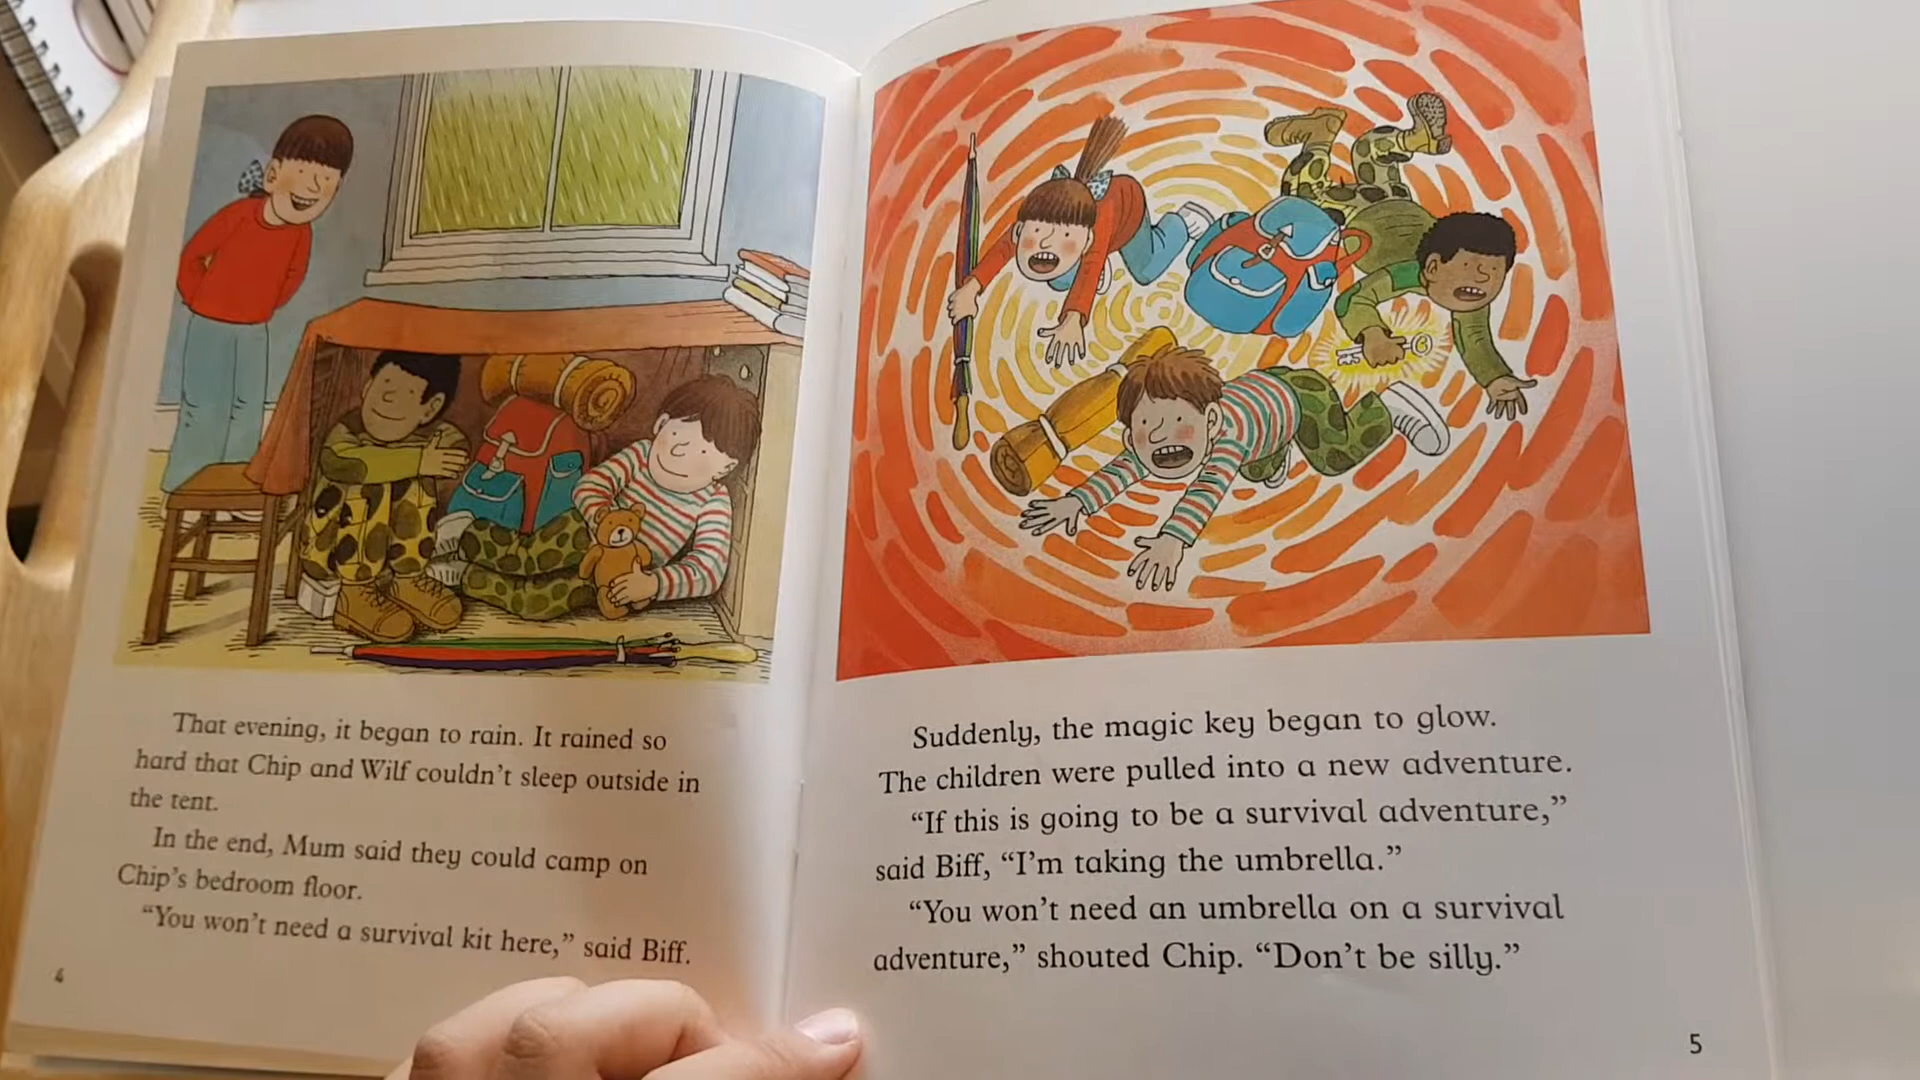 That evening, it began to rain. It rained so
hard that Chip and Wilf couldn't sleep outside in
the tent.
In the end, Mum said they could camp on
Chip's bedroom floor.
“You won't need a survival kit here,” said Biff.
4
Suddenly, the magic key began to glow.
The children were pulled into a new adventure.
“If this is going to be a survival adventure,”
said Biff, “I'm taking the umbrella.”
“You won't need an umbrella on a survival
adventure,” shouted Chip. “Don't be silly.”
5